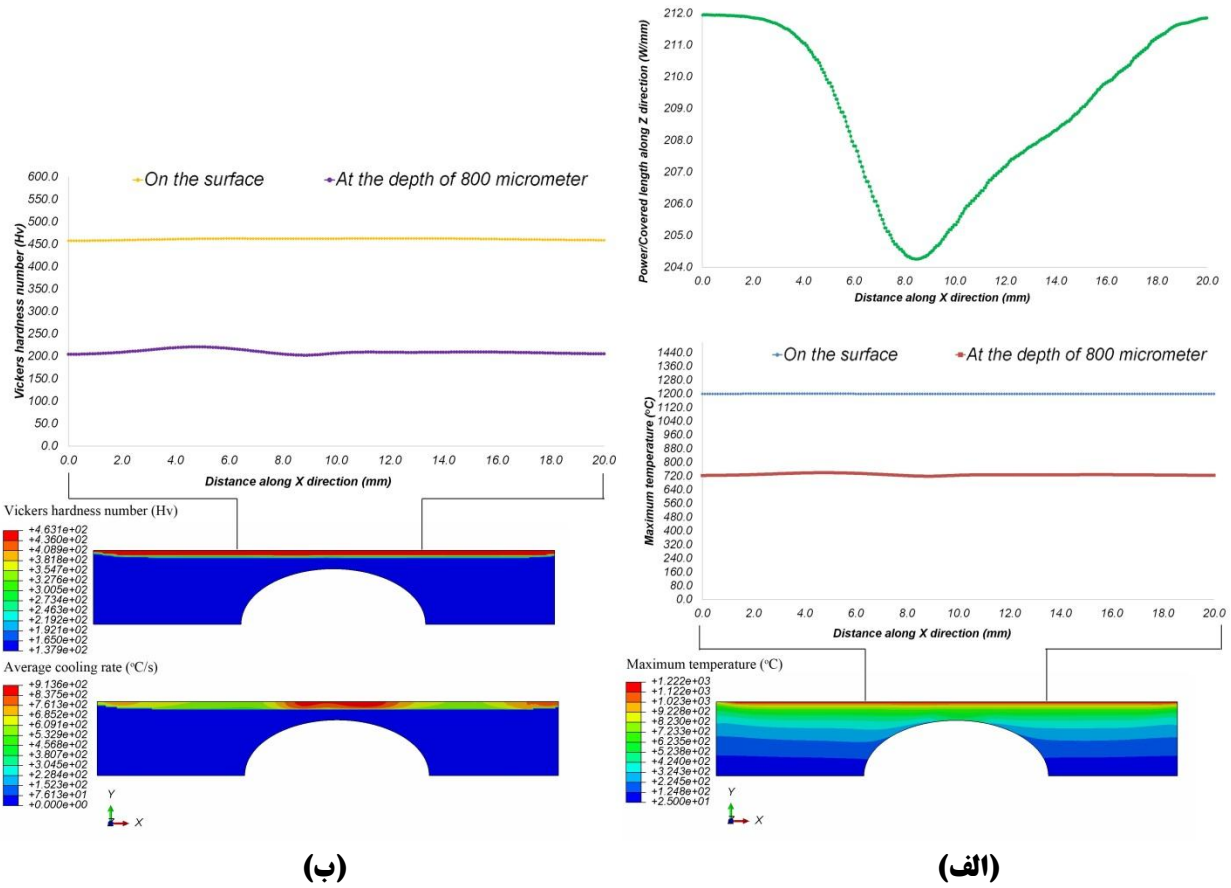 Power/Covered length along Z direction (W/mm)
212.0
211.0
210.0
209.0
208.0
207.0
206.0
205.0
204.0
0.0 2.0 4.0 6.0 8.0 10.0 12.0 14.0 16.0 18.0 20.0
Distance along X direction (mm)
On the surface At the depth of 800 micrometer
Maximum temperature (°C)
1440.0
1360.0
1280.0
1200.0
1120.0
1040.0
960.0
880.0
800.0
720.0
640.0
560.0
480.0
400.0
320.0
240.0
160.0
80.0
0.0
0.0 2.0 4.0 6.0 8.0 10.0 12.0 14.0 16.0 18.0 20.0
Distance along X direction (mm)
Maximum temperature (°C)
+1.222e+03
+1.122e+03
+1.023e+03
+9.228e+02
+8.230e+02
+7.233e+02
+6.235e+02
+5.238e+02
+4.240e+02
+3.243e+02
+2.245e+02
+1.248e+02
+2.500e+01
Y
Z X
(الف)
On the surface At the depth of 800 micrometer
Vickers hardness number (Hv)
600.0
550.0
500.0
450.0
400.0
350.0
300.0
250.0
200.0
150.0
100.0
50.0
0.0
0.0 2.0 4.0 6.0 8.0 10.0 12.0 14.0 16.0 18.0 20.0
Distance along X direction (mm)
Vickers hardness number (Hv)
+4.631e+02
+4.360e+02
+4.089e+02
+3.818e+02
+3.547e+02
+3.276e+02
+3.005e+02
+2.734e+02
+2.463e+02
+2.192e+02
+1.921e+02
+1.650e+02
+1.379e+02
Average cooling rate (°C/s)
+9.136e+02
+8.375e+02
+7.613e+02
+6.852e+02
+6.091e+02
+5.329e+02
+4.568e+02
+3.807e+02
+3.045e+02
+2.284e+02
+1.523e+02
+7.613e+01
+0.000e+00
Y
Z X
(ب)